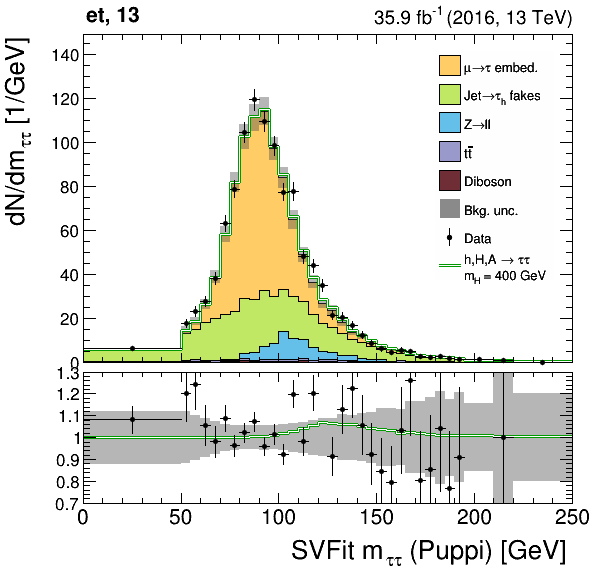 et, 13
35.9 fb⁻¹ (2016, 13 TeV)
dN/dm_ττ [1/GeV]
140
120
100
80
60
40
20
0
μ→τ embed.
Jet→τ_h fakes
Z→ll
tt̄
Diboson
Bkg. unc.
Data
h,H,A → ττ
m_H = 400 GeV
1.3
1.2
1.1
1
0.9
0.8
0.7
0 50 100 150 200 250
SVFit m_ττ (Puppi) [GeV]